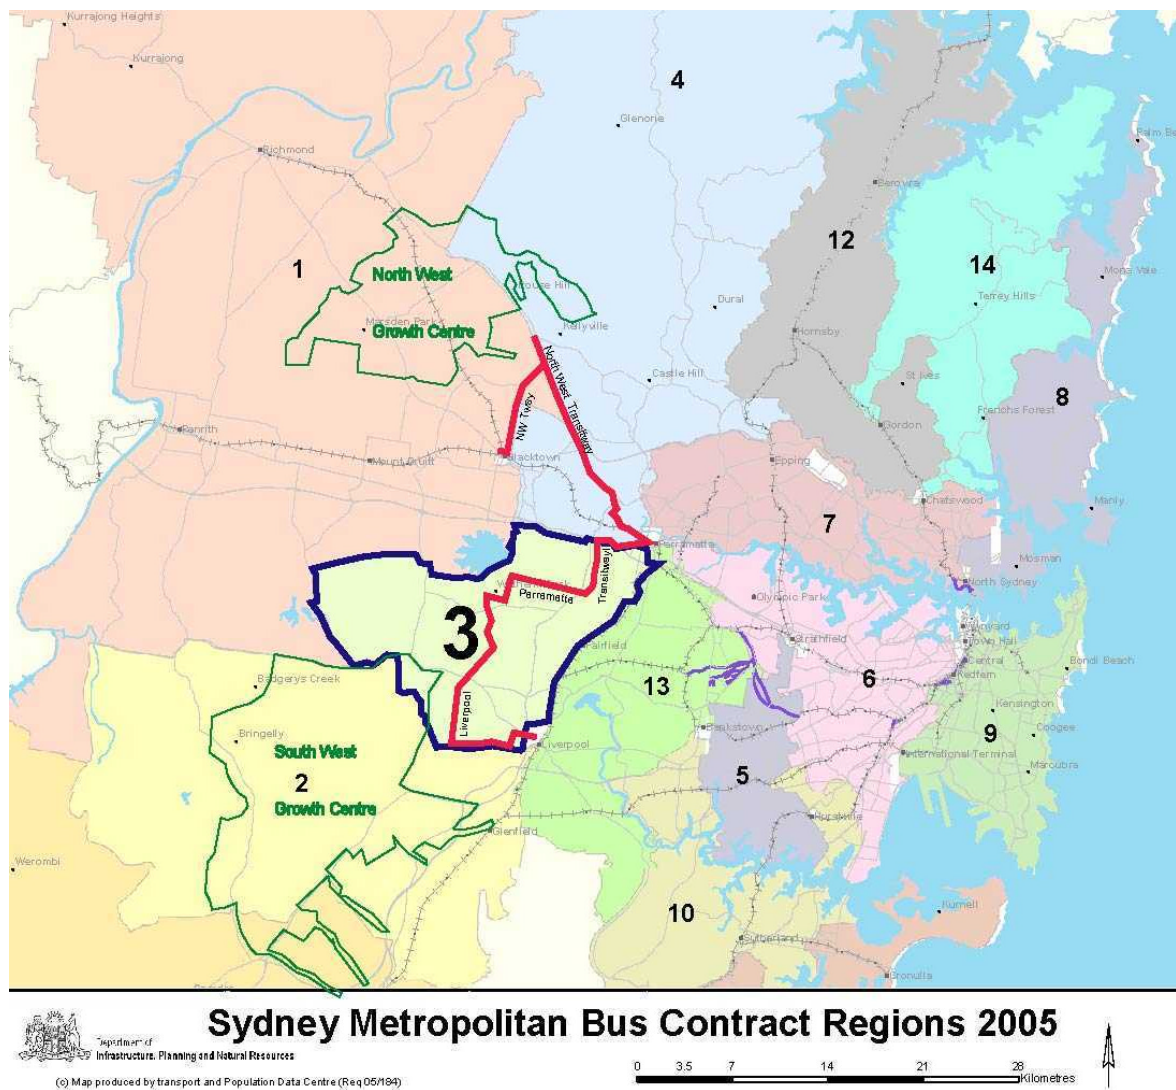 Kurrajong Heights
Kurrajong
4
Glenorie
Palm Be
Richmond
Berowra
12
14
1
North West
Mona Vale
Rouse Hill
Terrey Hills
Dural
Marsden Park
Growth Centre
Kellyville
Hornsby
North West Transitway
Castle Hill
St Ives
8
NW Tway
Frenchs Forest
Penrith
Gordon
Blacktown
Mount Druitt
Epping
Chatswood
Manly
7
Parramatta
Mosman
North Sydney
Transitway
Parramatta
Olympic Park
3
Strathfield
Wynyard
Town Hall
Fairfield
Central
Bondi Beach
Redfern
13
6
Badgerys Creek
Kensington
Liverpool
Bankstown
9
Coogee
Bringelly
South West
Liverpool
International Terminal
5
Maroubra
2
Growth Centre
Hurstville
Glenfield
Werombi
10
Kurnell
Sutherland
Cronulla
Sydney Metropolitan Bus Contract Regions 2005
Department of
Infrastructure, Planning and Natural Resources
0 3.5 7 14 21 28
Kilometres
(c) Map produced by transport and Population Data Centre (Req 05/184)